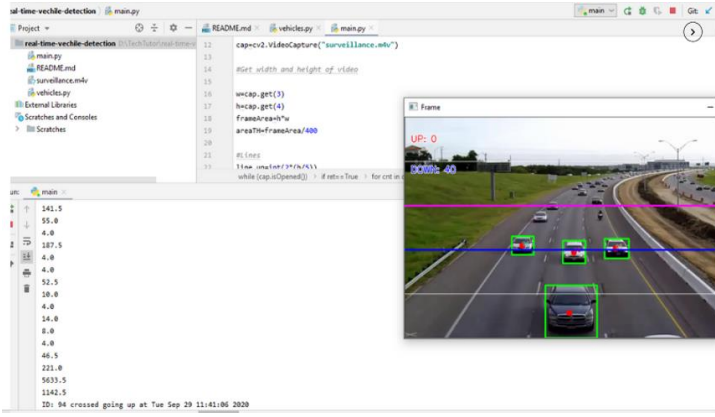 real-time-vechile-detection main.py
main
Git:
Project
README.md vehicles.py main.py
real-time-vechile-detection
main.py
README.md
surveillance.m4v
vehicles.py
External Libraries
Scratches and Consoles
Scratches
12 cap=cv2.VideoCapture("surveillance.m4v")
13
14 #Get width and height of video
15
16 w=cap.get(3)
17 h=cap.get(4)
18 frameArea=h*w
19 areaTH=frameArea/400
20
21 #Lines
while (cap.isOpened()) if ret==True for cnt in
Frame
UP: 0
DOWN: 40
un: main
141.5
55.0
4.0
187.5
4.0
4.0
52.5
10.0
4.0
14.0
8.0
4.0
46.5
221.0
5633.5
1142.5
ID: 94 crossed going up at Tue Sep 29 11:41:06 2020